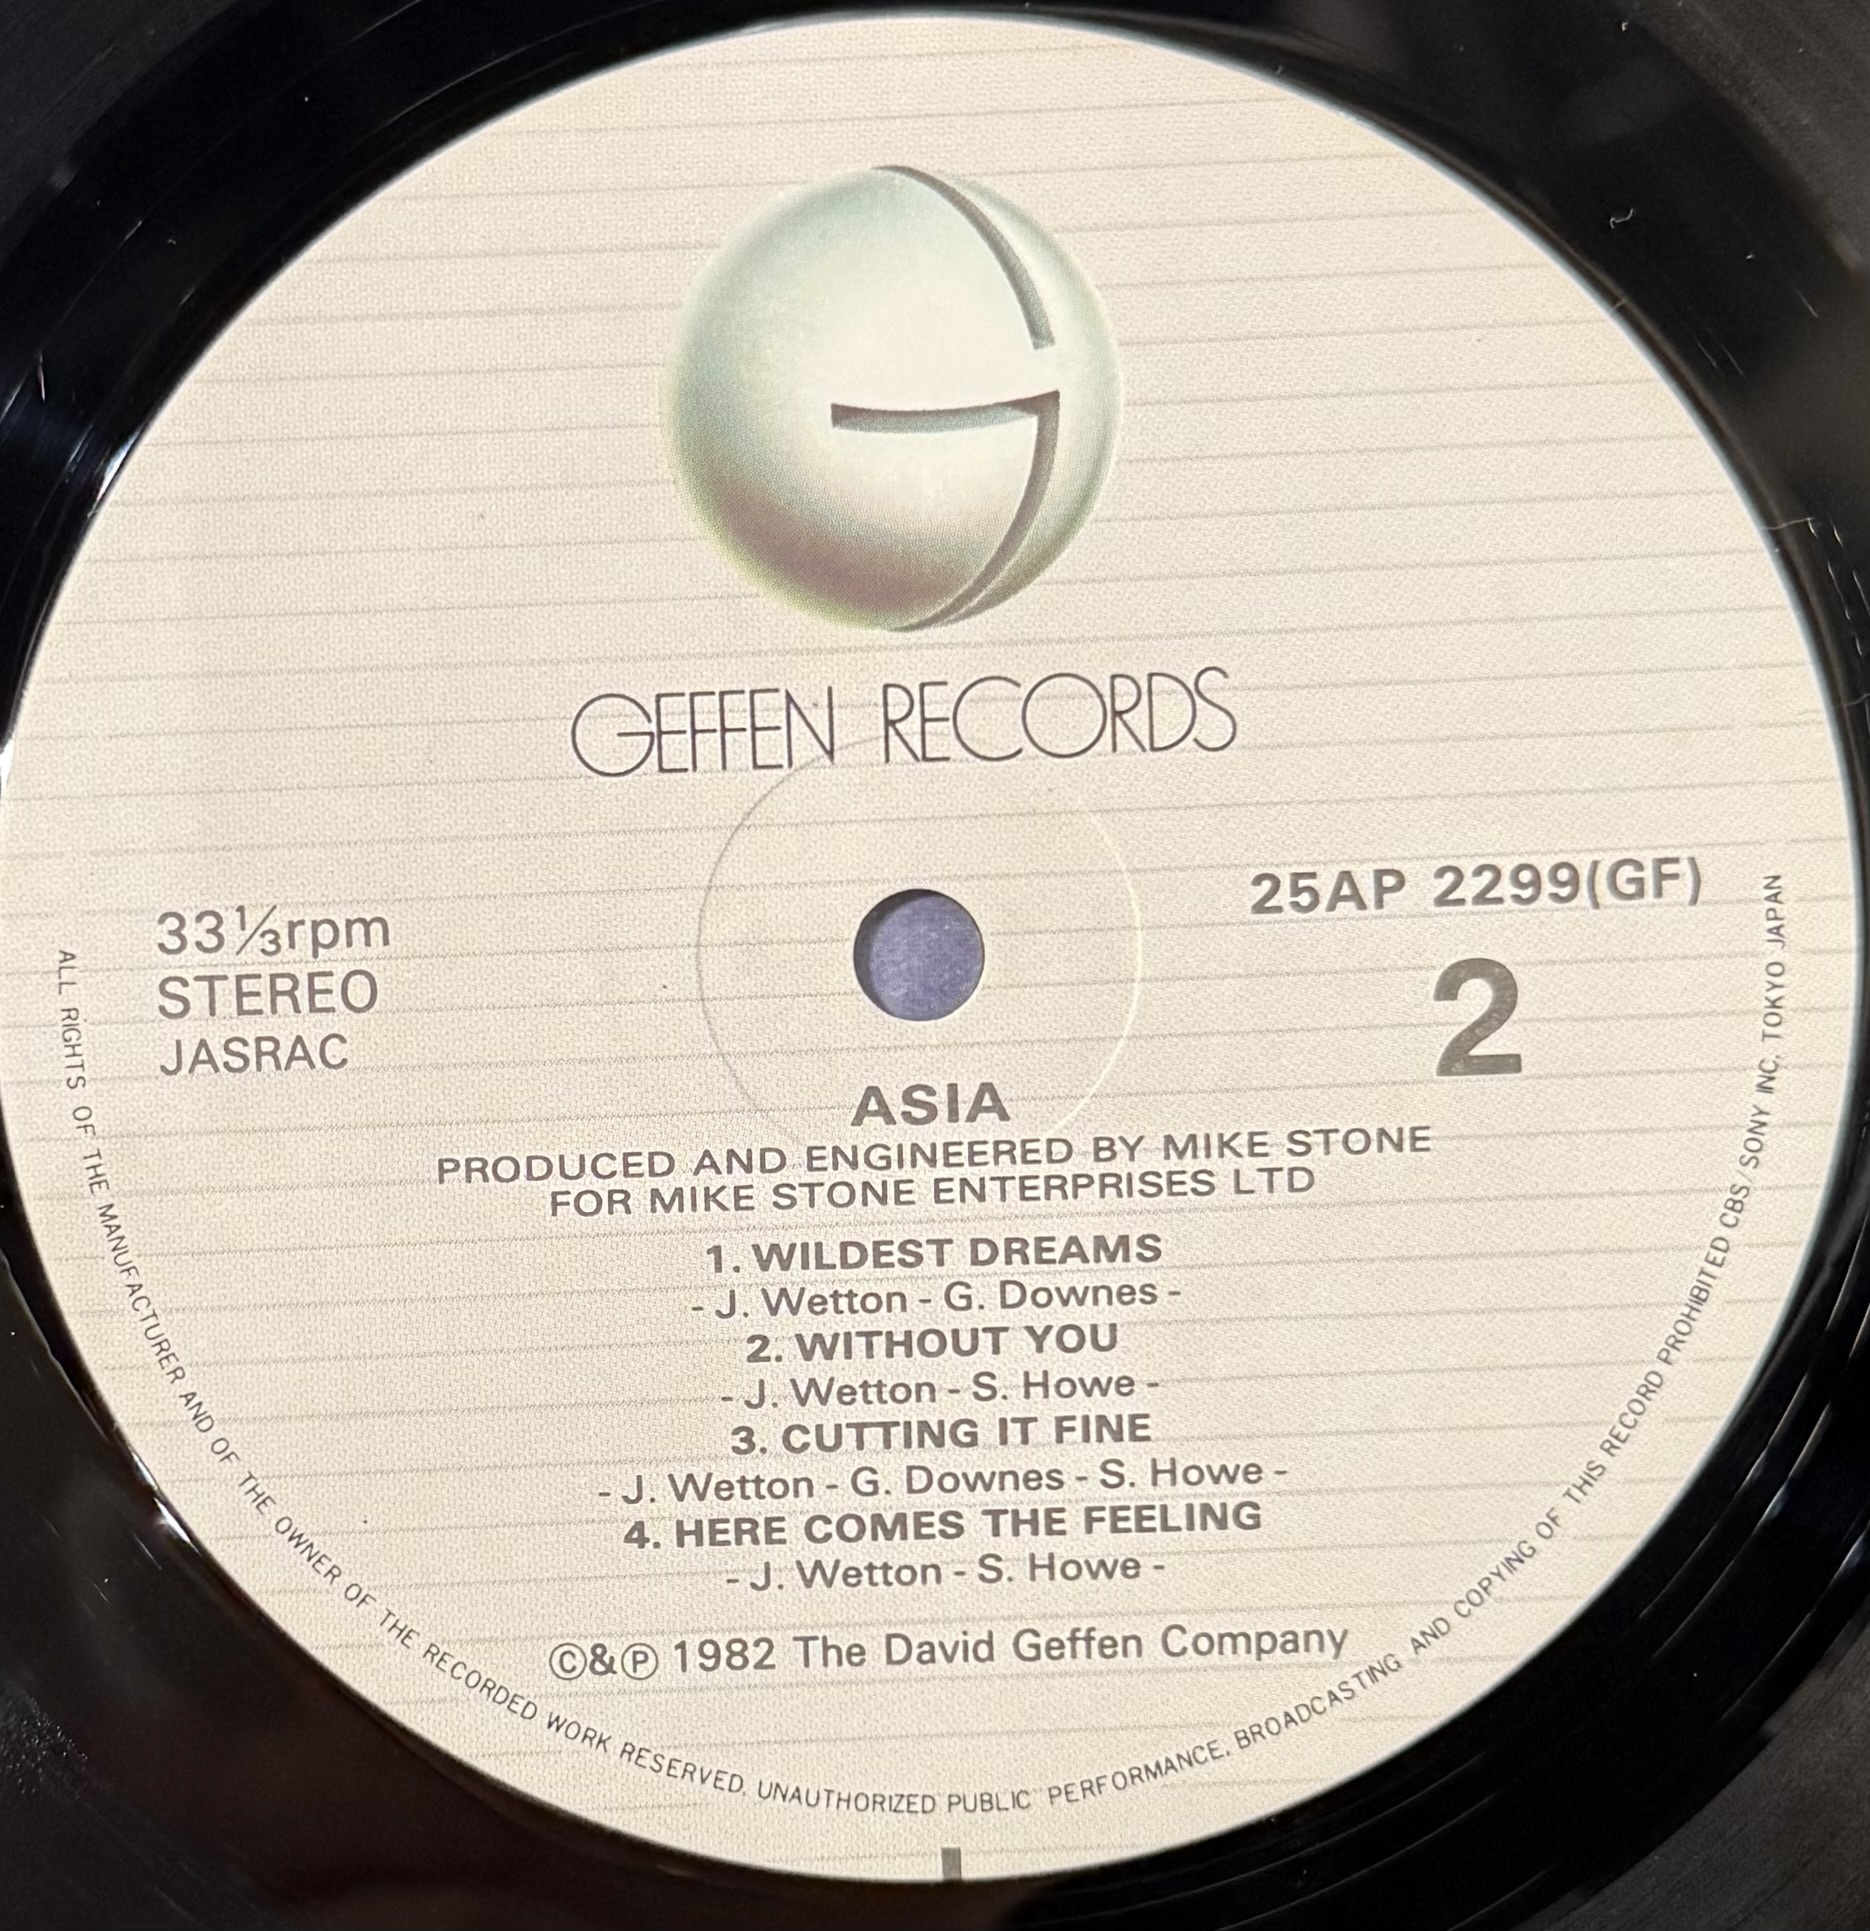 GEFFEN RECORDS
33⅓rpm
STEREO
JASRAC
25AP 2299(GF)
2
ASIA
PRODUCED AND ENGINEERED BY MIKE STONE
FOR MIKE STONE ENTERPRISES LTD
1. WILDEST DREAMS
- J. Wetton - G. Downes -
2. WITHOUT YOU
- J. Wetton - S. Howe -
3. CUTTING IT FINE
- J. Wetton - G. Downes - S. Howe -
4. HERE COMES THE FEELING
- J. Wetton - S. Howe -
©&℗ 1982 The David Geffen Company
ALL RIGHTS OF THE MANUFACTURER AND OF THE OWNER OF THE RECORDED WORK RESERVED. UNAUTHORIZED PUBLIC PERFORMANCE, BROADCASTING AND COPYING OF THIS RECORD PROHIBITED CBS/SONY INC. TOKYO JAPAN